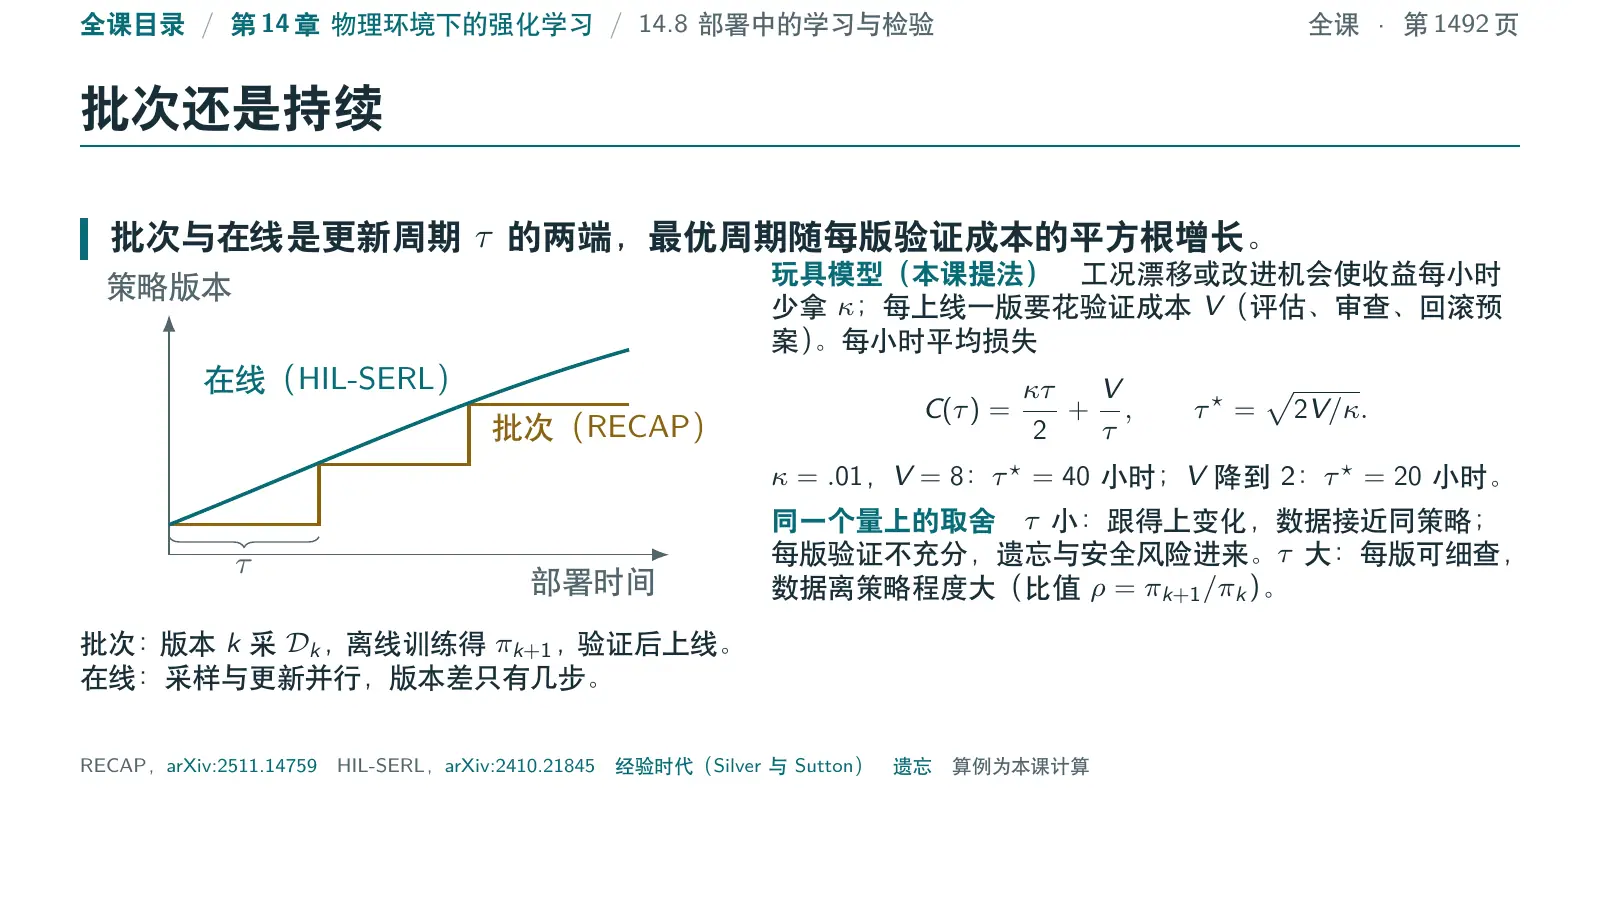 全课目录 / 第 14 章 物理环境下的强化学习 / 14.8 部署中的学习与检验
全课 · 第 1492 页
批次还是持续
批次与在线是更新周期 τ 的两端，最优周期随每版验证成本的平方根增长。
策略版本
在线（HIL-SERL）
批次（RECAP）
τ
部署时间
批次：版本 k 采 𝒟ₖ，离线训练得 πₖ₊₁，验证后上线。
在线：采样与更新并行，版本差只有几步。
玩具模型（本课提法） 工况漂移或改进机会使收益每小时
少拿 κ；每上线一版要花验证成本 V（评估、审查、回滚预
案）。每小时平均损失
C(τ) = κτ/2 + V/τ, τ⋆ = √(2V/κ).
κ = .01，V = 8：τ⋆ = 40 小时；V 降到 2：τ⋆ = 20 小时。
同一个量上的取舍 τ 小：跟得上变化，数据接近同策略；
每版验证不充分，遗忘与安全风险进来。τ 大：每版可细查，
数据离策略程度大（比值 ρ = πₖ₊₁/πₖ）。
RECAP，arXiv:2511.14759 HIL-SERL，arXiv:2410.21845 经验时代（Silver 与 Sutton） 遗忘 算例为本课计算